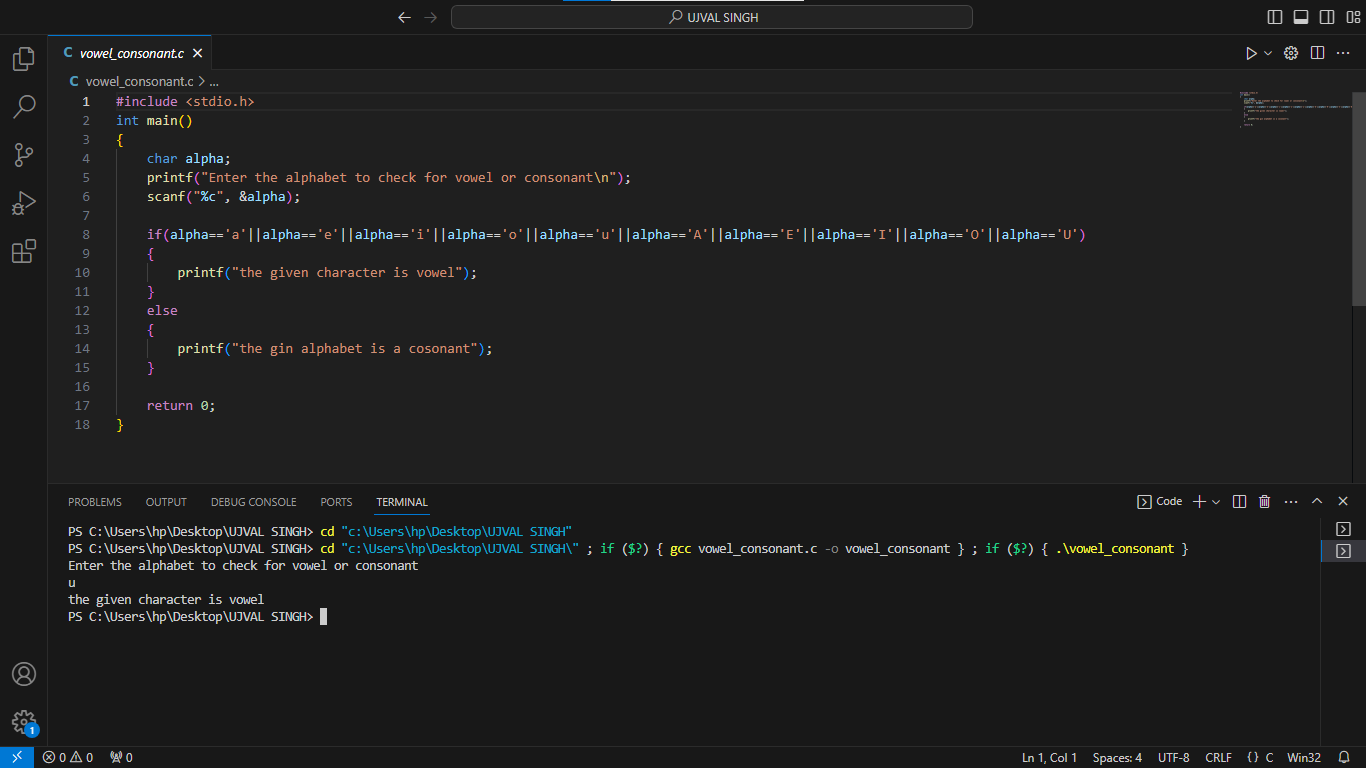 UJVAL SINGH
C vowel_consonant.c
C vowel_consonant.c > ...
1 #include <stdio.h>
2 int main()
3 {
4 char alpha;
5 printf("Enter the alphabet to check for vowel or consonant\n");
6 scanf("%c", &alpha);
7
8 if(alpha=='a'||alpha=='e'||alpha=='i'||alpha=='o'||alpha=='u'||alpha=='A'||alpha=='E'||alpha=='I'||alpha=='O'||alpha=='U')
9 {
10 printf("the given character is vowel");
11 }
12 else
13 {
14 printf("the gin alphabet is a cosonant");
15 }
16
17 return 0;
18 }
PROBLEMS OUTPUT DEBUG CONSOLE PORTS TERMINAL Code
PS C:\Users\hp\Desktop\UJVAL SINGH> cd "c:\Users\hp\Desktop\UJVAL SINGH"
PS C:\Users\hp\Desktop\UJVAL SINGH> cd "c:\Users\hp\Desktop\UJVAL SINGH\" ; if ($?) { gcc vowel_consonant.c -o vowel_consonant } ; if ($?) { .\vowel_consonant }
Enter the alphabet to check for vowel or consonant
u
the given character is vowel
PS C:\Users\hp\Desktop\UJVAL SINGH>
1
0 0 0 Ln 1, Col 1 Spaces: 4 UTF-8 CRLF {} C Win32